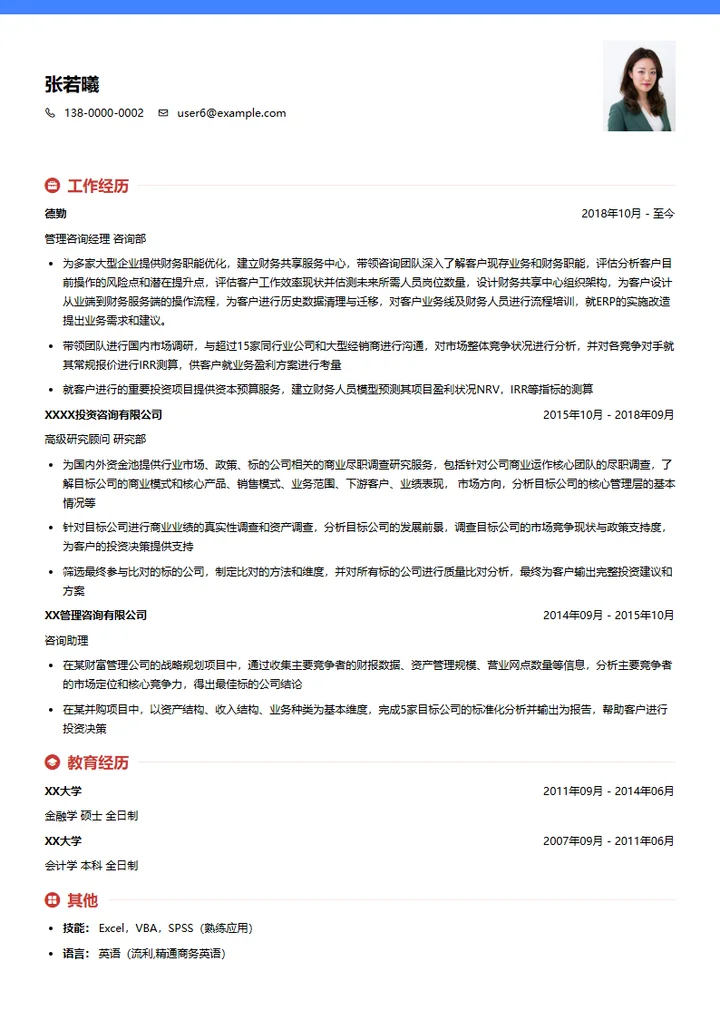 张若曦
138-0000-0002 user6@example.com
工作经历
德勤 2018年10月 - 至今
管理咨询经理 咨询部
• 为多家大型企业提供财务职能优化，建立财务共享服务中心，带领咨询团队深入了解客户现存业务和财务职能，评估分析客户目
前操作的风险点和潜在提升点，评估客户工作效率现状并估测未来所需人员岗位数量，设计财务共享中心组织架构，为客户设计
从业端到财务服务端的操作流程，为客户进行历史数据清理与迁移，对客户业务线及财务人员进行流程培训，就ERP的实施改造
提出业务需求和建议。
• 带领团队进行国内市场调研，与超过15家同行业公司和大型经销商进行沟通，对市场整体竞争状况进行分析，并对各竞争对手就
其常规报价进行IRR测算，供客户就业务盈利方案进行考量
• 就客户进行的重要投资项目提供资本预算服务，建立财务人员模型预测其项目盈利状况NRV，IRR等指标的测算
XXXX投资咨询有限公司 2015年10月 - 2018年09月
高级研究顾问 研究部
• 为国内外资金池提供行业市场、政策、标的公司相关的商业尽职调查研究服务，包括针对公司商业运作核心团队的尽职调查，了
解目标公司的商业模式和核心产品、销售模式、业务范围、下游客户、业绩表现， 市场方向，分析目标公司的核心管理层的基本
情况等
• 针对目标公司进行商业业绩的真实性调查和资产调查，分析目标公司的发展前景，调查目标公司的市场竞争现状与政策支持度，
为客户的投资决策提供支持
• 筛选最终参与比对的标的公司，制定比对的方法和维度，并对所有标的公司进行质量比对分析，最终为客户输出完整投资建议和
方案
XX管理咨询有限公司 2014年09月 - 2015年10月
咨询助理
• 在某财富管理公司的战略规划项目中，通过收集主要竞争者的财报数据、资产管理规模、营业网点数量等信息，分析主要竞争者
的市场定位和核心竞争力，得出最佳标的公司结论
• 在某并购项目中，以资产结构、收入结构、业务种类为基本维度，完成5家目标公司的标准化分析并输出为报告，帮助客户进行
投资决策
教育经历
XX大学 2011年09月 - 2014年06月
金融学 硕士 全日制
XX大学 2007年09月 - 2011年06月
会计学 本科 全日制
其他
• 技能： Excel，VBA，SPSS（熟练应用）
• 语言： 英语（流利,精通商务英语）